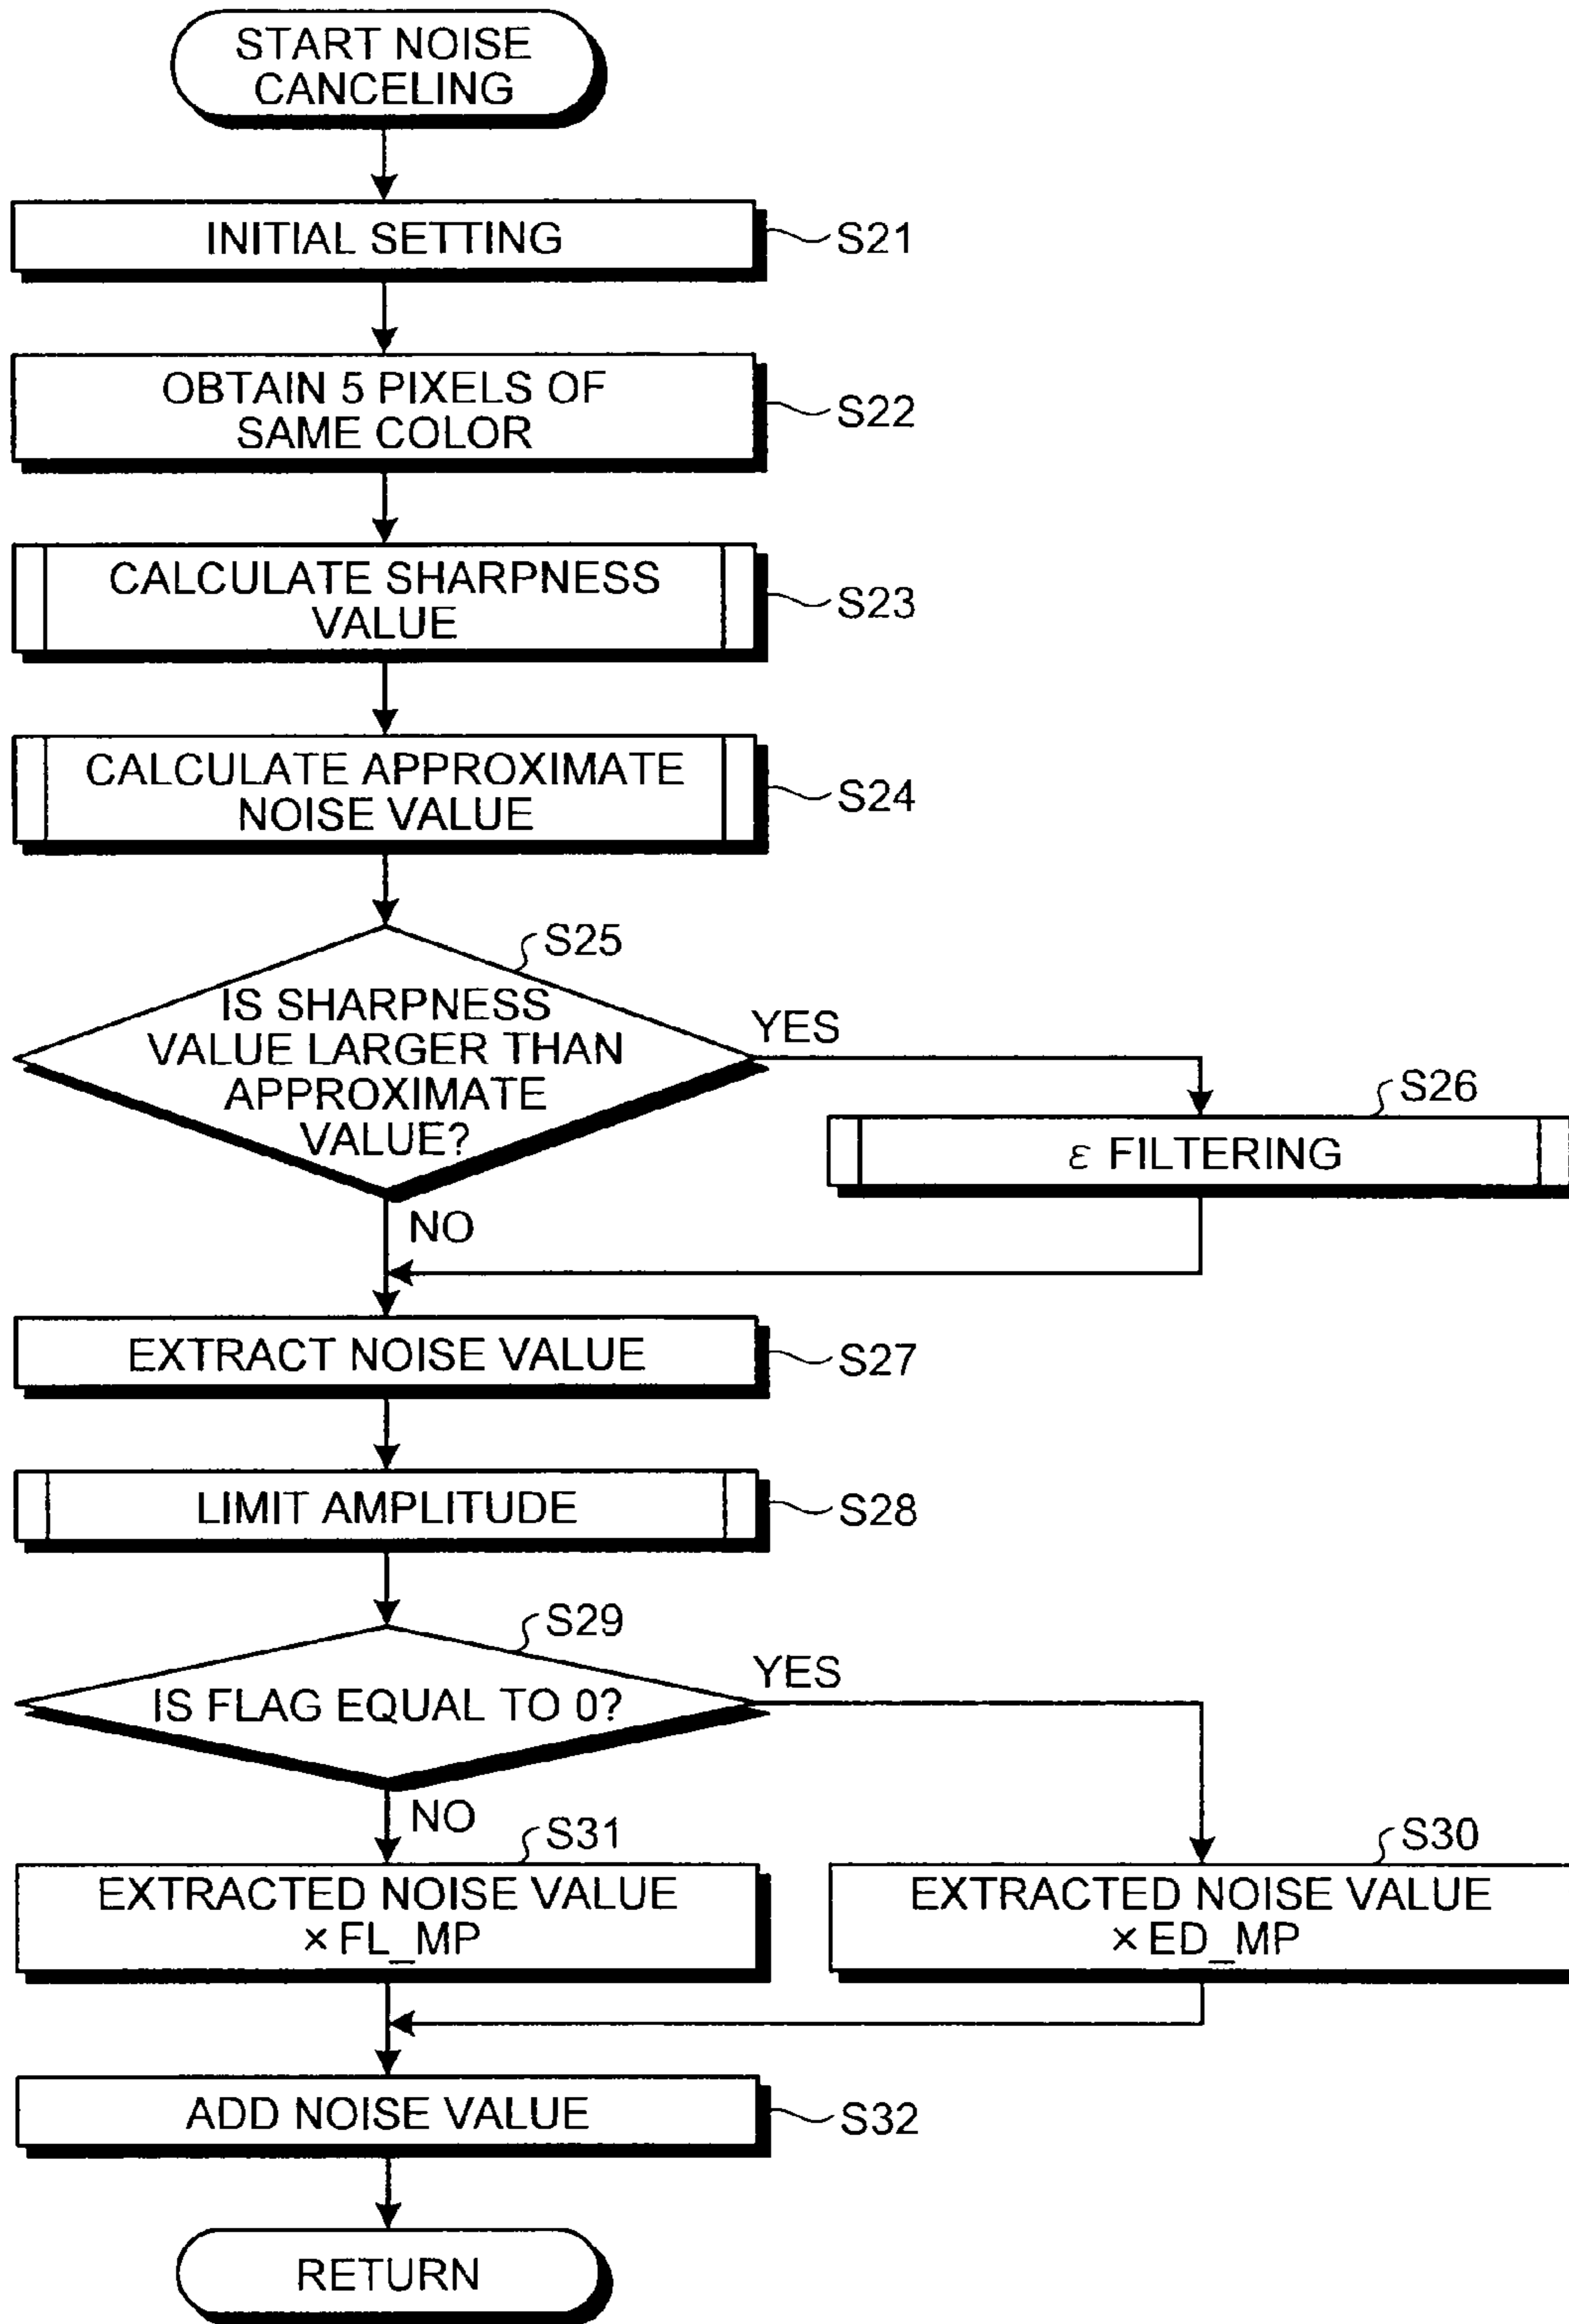 START NOISE
CANCELING
INITIAL SETTING
S21
OBTAIN 5 PIXELS OF
SAME COLOR
S22
CALCULATE SHARPNESS
VALUE
S23
CALCULATE APPROXIMATE
NOISE VALUE
S24
S25
IS SHARPNESS
VALUE LARGER THAN
APPROXIMATE
VALUE?
YES
NO
S26
ε FILTERING
EXTRACT NOISE VALUE
S27
LIMIT AMPLITUDE
S28
S29
IS FLAG EQUAL TO 0?
YES
NO
S31
EXTRACTED NOISE VALUE
× FL_MP
S30
EXTRACTED NOISE VALUE
× ED_MP
ADD NOISE VALUE
S32
RETURN